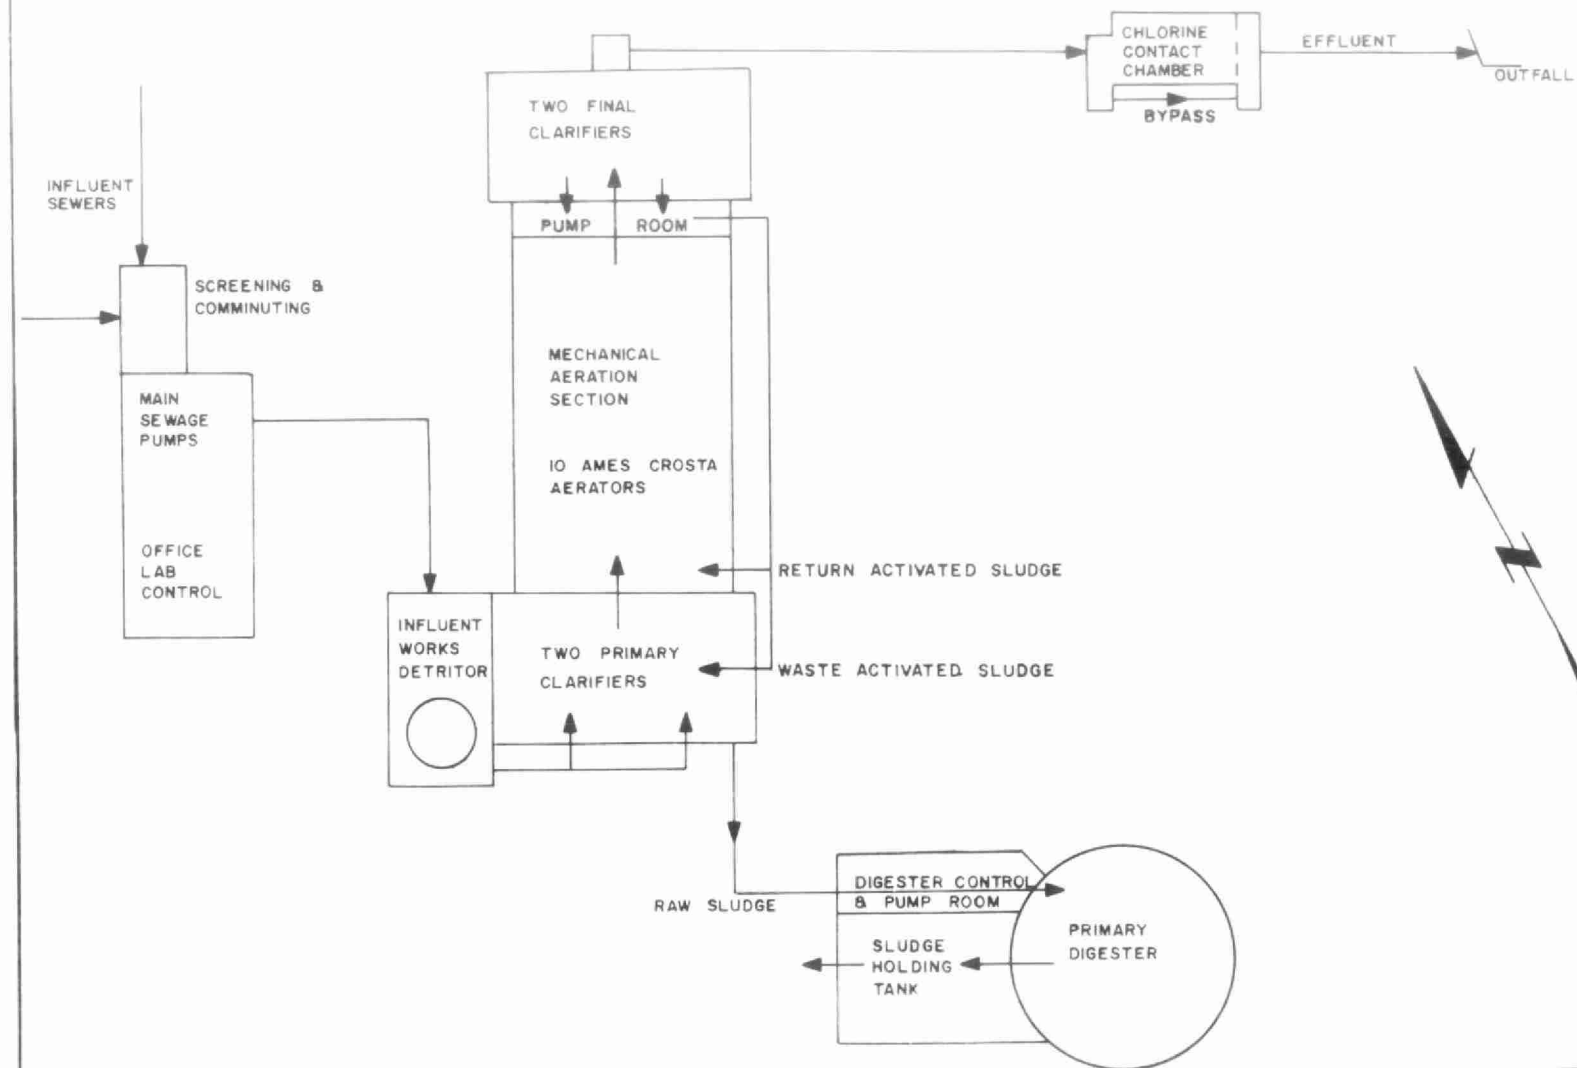 CHLORINE
CONTACT
CHAMBER
EFFLUENT
OUTFALL
BYPASS
TWO FINAL
CLARIFIERS
INFLUENT
SEWERS
PUMP ROOM
SCREENING &
COMMINUTING
MECHANICAL
AERATION
SECTION
MAIN
SEWAGE
PUMPS
10 AMES CROSTA
AERATORS
OFFICE
LAB
CONTROL
RETURN ACTIVATED SLUDGE
INFLUENT
WORKS
DETRITOR
TWO PRIMARY
CLARIFIERS
WASTE ACTIVATED SLUDGE
RAW SLUDGE
DIGESTER CONTROL
& PUMP ROOM
PRIMARY
DIGESTER
SLUDGE
HOLDING
TANK